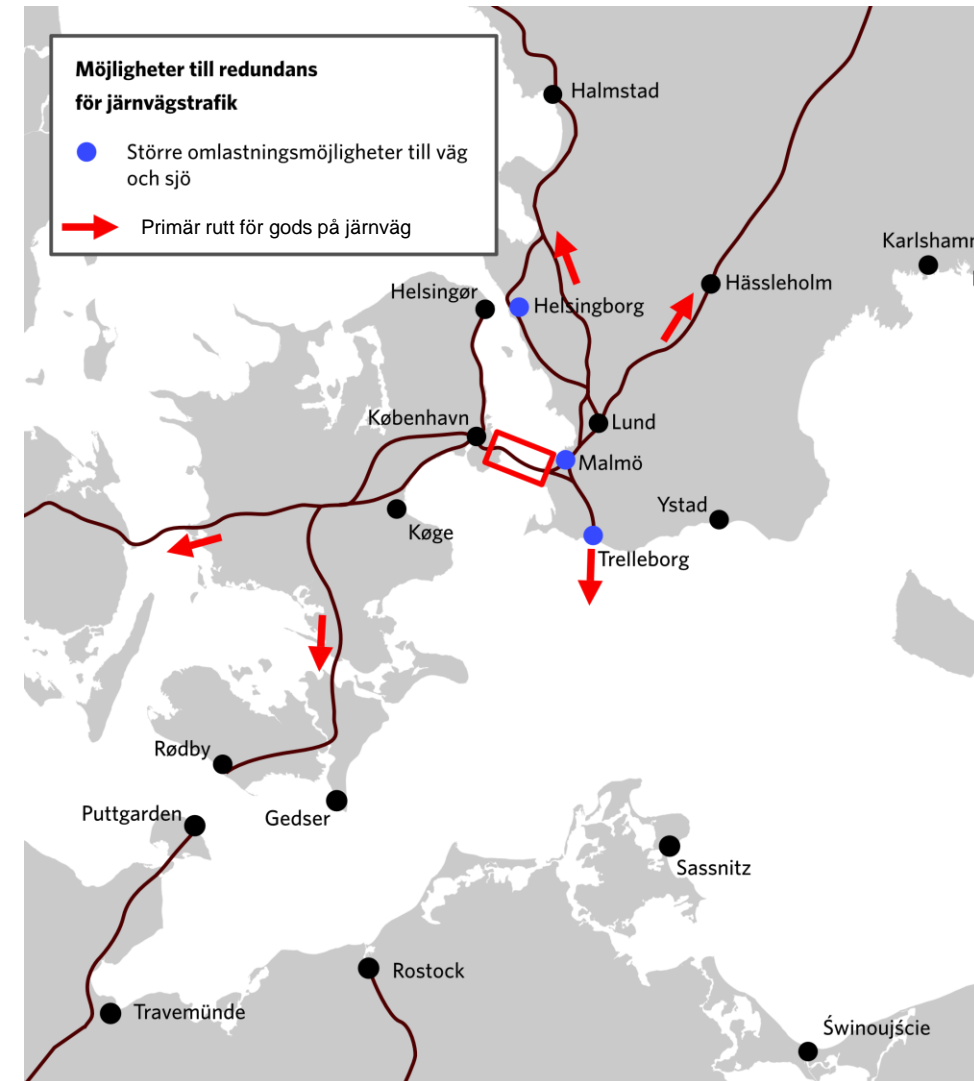 Möjligheter till redundans
för järnvägstrafik
Större omlastningsmöjligheter till väg
och sjö
Primär rutt för gods på järnväg
Halmstad
Karlshamn
Hässleholm
Helsingør
Helsingborg
København
Lund
Malmö
Ystad
Køge
Trelleborg
Rødby
Puttgarden
Gedser
Sassnitz
Rostock
Travemünde
Świnoujście